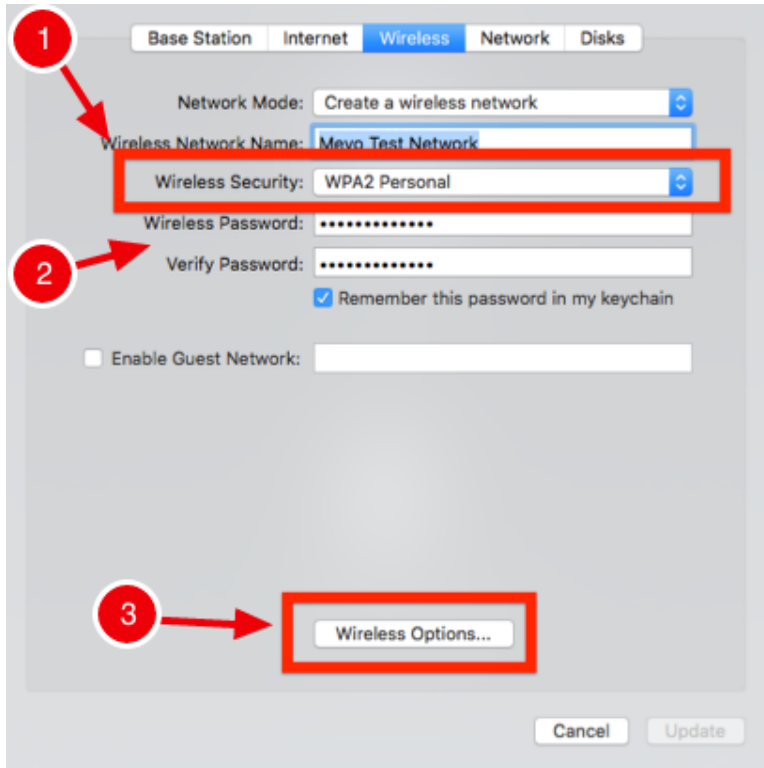 1
Base Station Internet Wireless Network Disks
Network Mode: Create a wireless network
Wireless Network Name: Mevo Test Network
Wireless Security: WPA2 Personal
Wireless Password: •••••••••••••
2
Verify Password: •••••••••••••
Remember this password in my keychain
Enable Guest Network:
3
Wireless Options...
Cancel Update